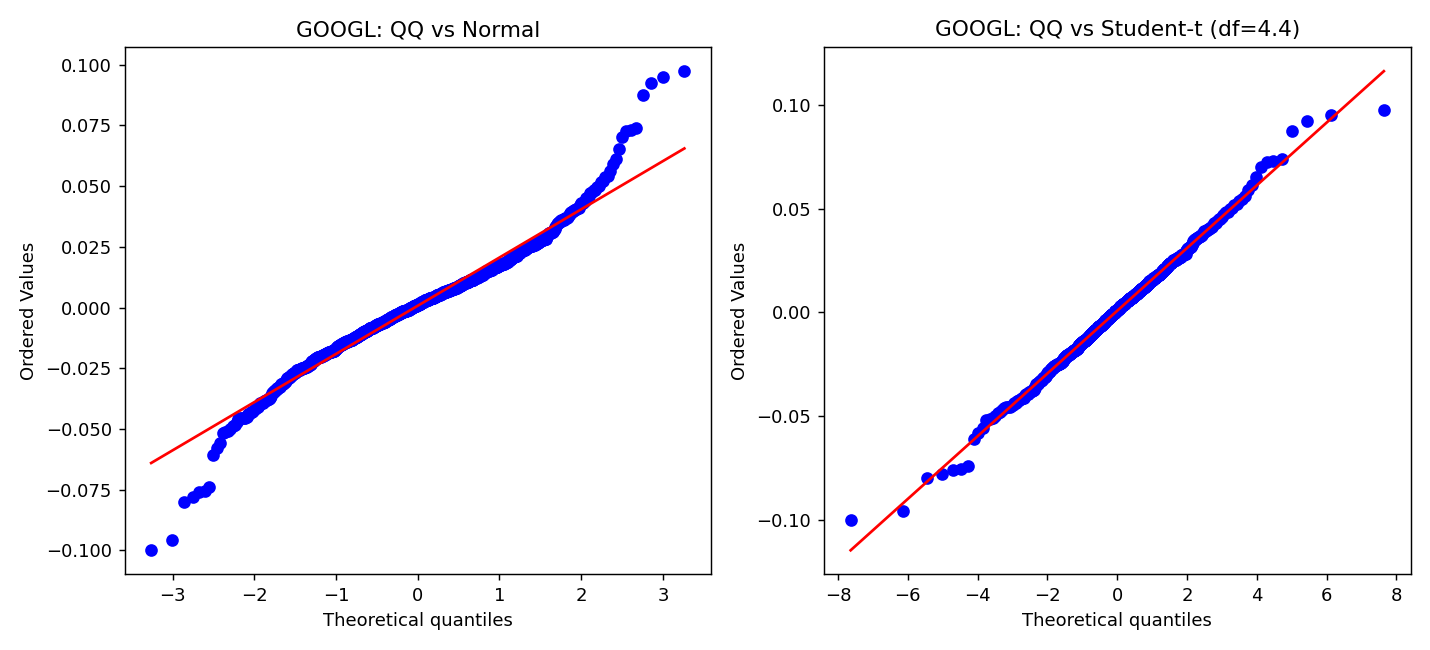 GOOGL: QQ vs Normal
0.100
0.075
0.050
0.025
0.000
−0.025
−0.050
−0.075
−0.100
Ordered Values
−3 −2 −1 0 1 2 3
Theoretical quantiles
GOOGL: QQ vs Student-t (df=4.4)
0.10
0.05
0.00
−0.05
−0.10
Ordered Values
−8 −6 −4 −2 0 2 4 6 8
Theoretical quantiles